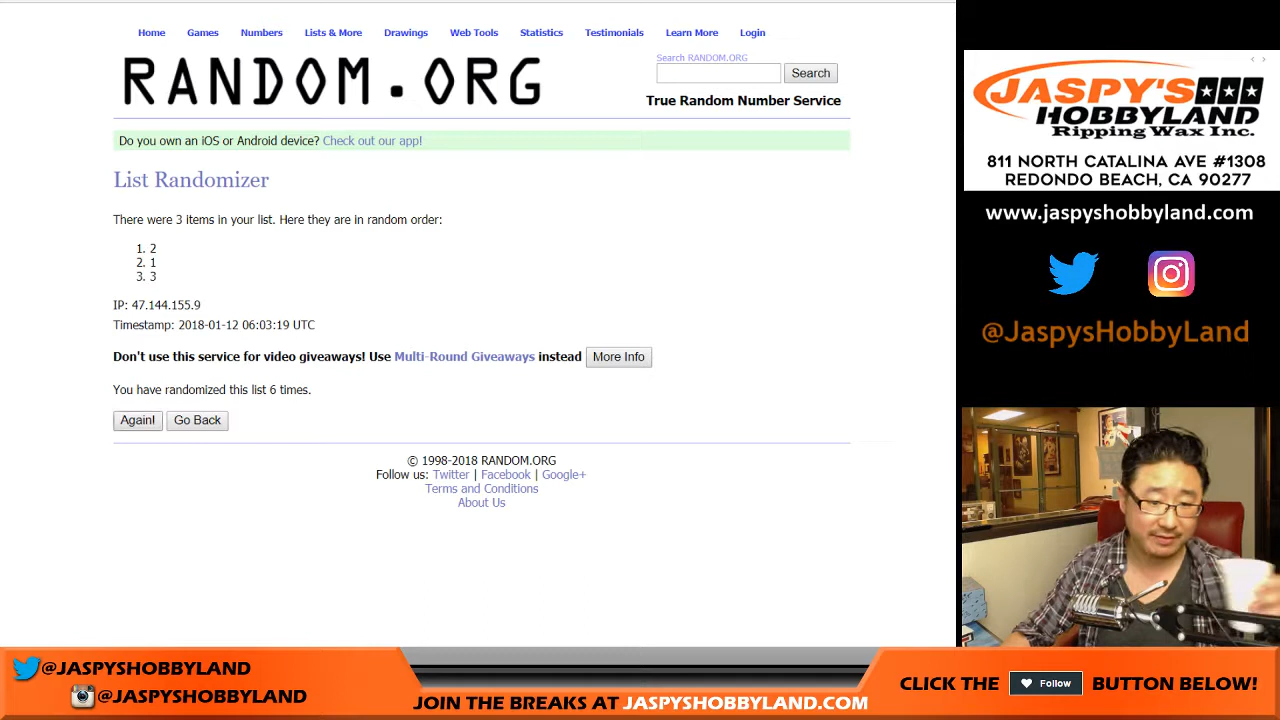 Home Games Numbers Lists & More Drawings Web Tools Statistics Testimonials Learn More Login
RANDOM.ORG
Search RANDOM.ORG
Search
True Random Number Service
Do you own an iOS or Android device? Check out our app!
List Randomizer
There were 3 items in your list. Here they are in random order:
1. 2
2. 1
3. 3
IP: 47.144.155.9
Timestamp: 2018-01-12 06:03:19 UTC
Don't use this service for video giveaways! Use Multi-Round Giveaways instead More Info
You have randomized this list 6 times.
Again! Go Back
© 1998-2018 RANDOM.ORG
Follow us: Twitter | Facebook | Google+
Terms and Conditions
About Us
JASPY'S
HOBBYLAND
Ripping Wax Inc.
811 NORTH CATALINA AVE #1308
REDONDO BEACH, CA 90277
www.jaspyshobbyland.com
@JaspysHobbyLand
@JASPYSHOBBYLAND
@JASPYSHOBBYLAND
JOIN THE BREAKS AT JASPYSHOBBYLAND.COM
CLICK THE Follow BUTTON BELOW!